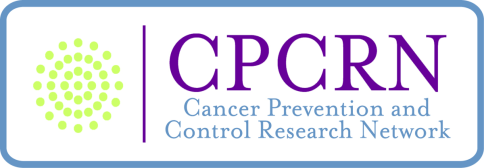 CPCRN
Cancer Prevention and
Control Research Network